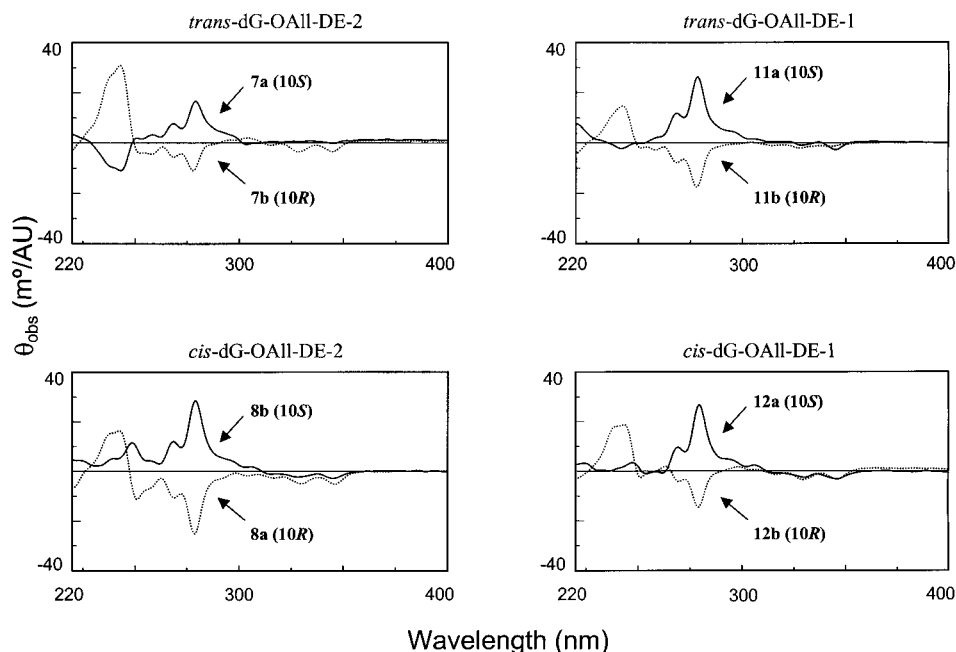 trans-dG-OAll-DE-2
40
7a (10S)
7b (10R)
-40
220
300
400
trans-dG-OAll-DE-1
40
11a (10S)
11b (10R)
-40
220
300
400
θobs (mº/AU)
cis-dG-OAll-DE-2
40
8b (10S)
8a (10R)
-40
220
300
400
cis-dG-OAll-DE-1
40
12a (10S)
12b (10R)
-40
220
300
400
Wavelength (nm)